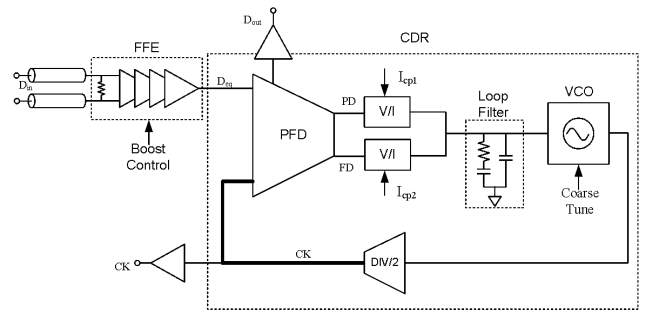 Dout
FFE
CDR
Din
Deq
PFD
PD
FD
V/I
V/I
Icp1
Icp2
Loop
Filter
VCO
Coarse
Tune
Boost
Control
CK
CK
DIV/2